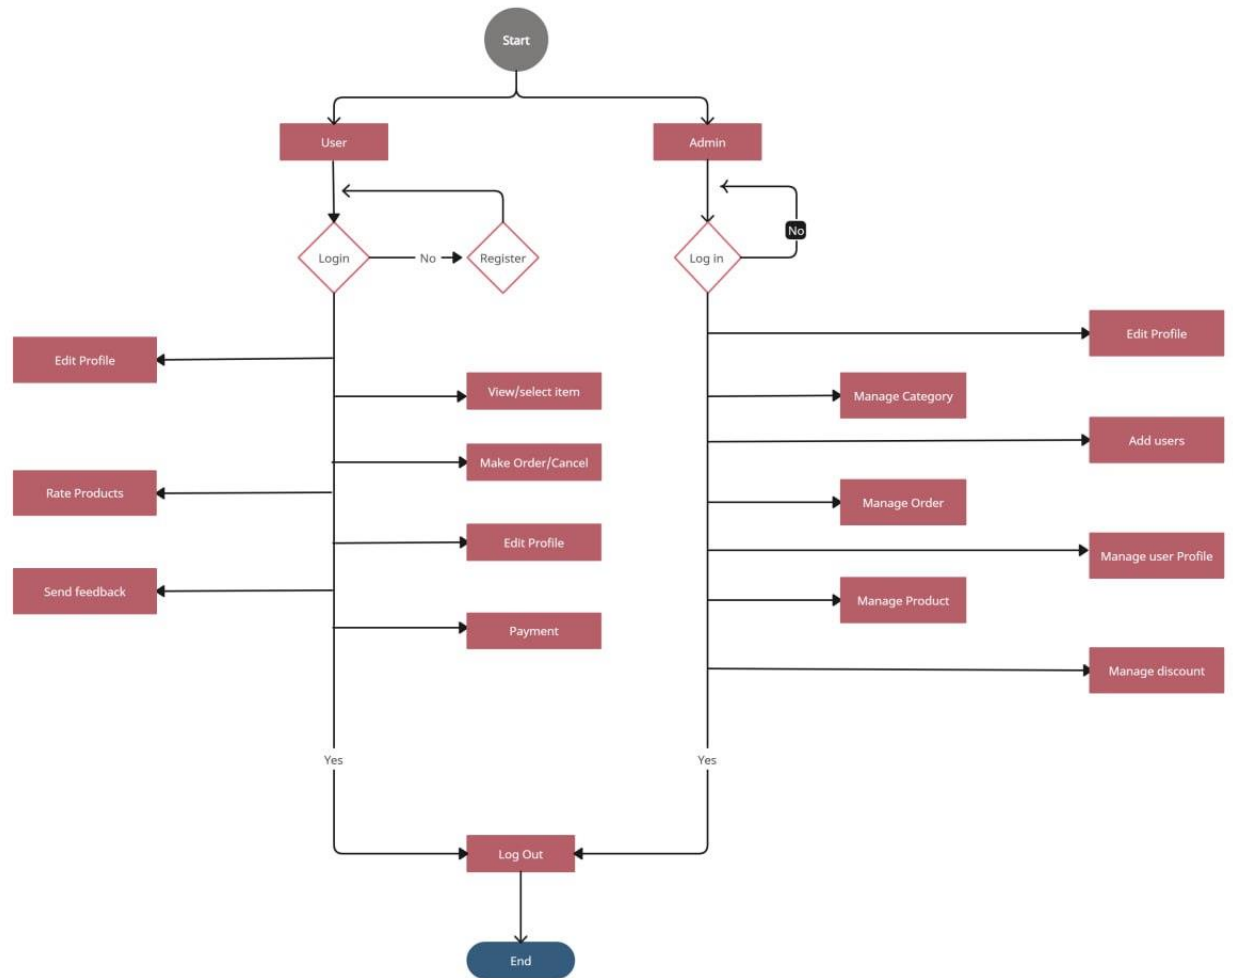 Start
User
Admin
No
Login
No
Register
Log in
Edit Profile
Edit Profile
View/select item
Manage Category
Add users
Make Order/Cancel
Rate Products
Manage Order
Edit Profile
Manage user Profile
Send feedback
Manage Product
Payment
Manage discount
Yes
Yes
Log Out
End